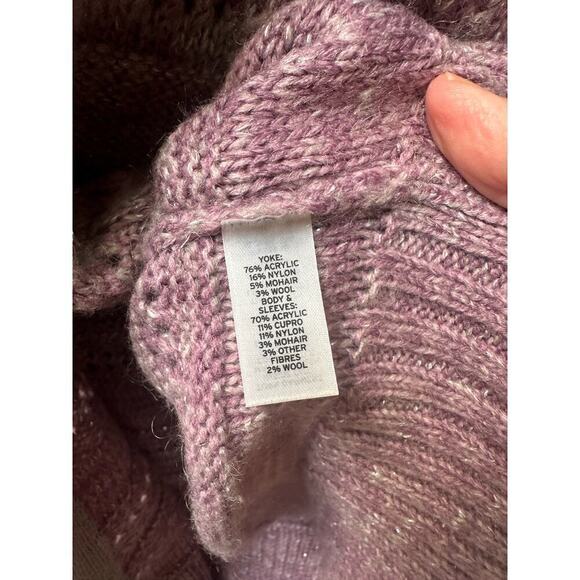 YOKE:
76% ACRYLIC
16% NYLON
5% MOHAIR
3% WOOL
BODY &
SLEEVES:
70% ACRYLIC
11% CUPRO
11% NYLON
3% MOHAIR
3% OTHER
FIBRES
2% WOOL